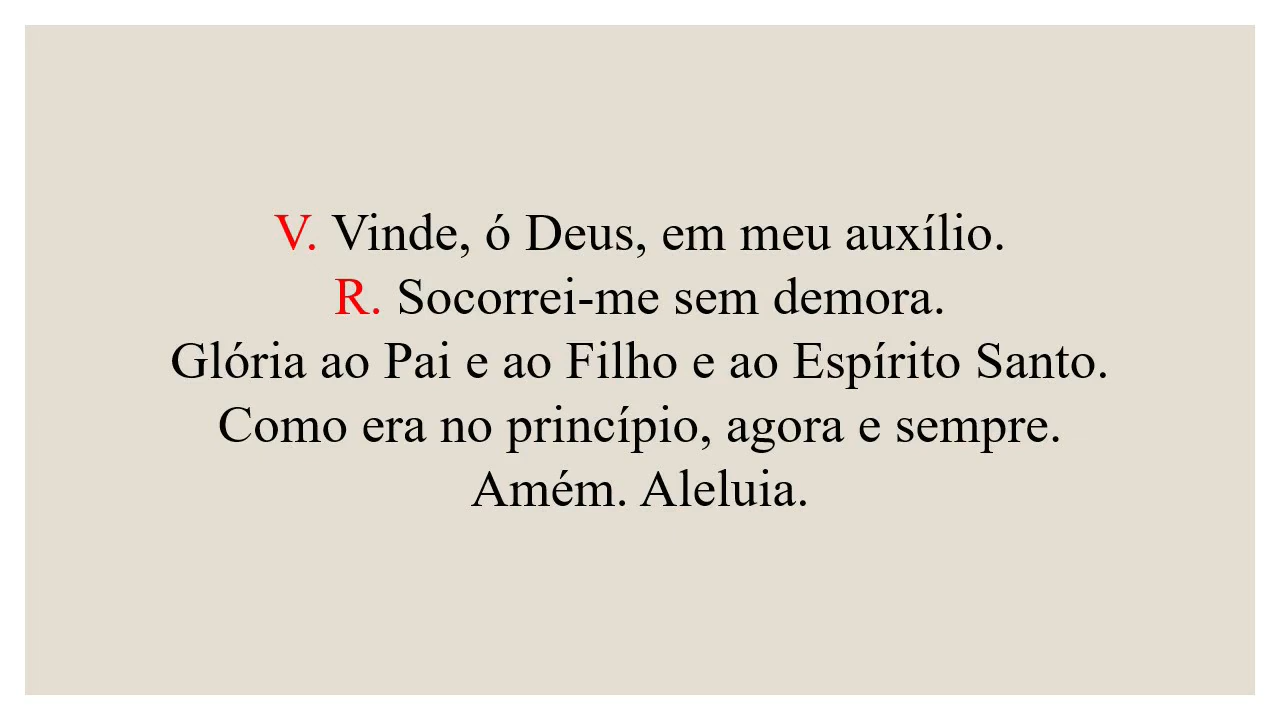 V. Vinde, ó Deus, em meu auxílio.
R. Socorrei-me sem demora.
Glória ao Pai e ao Filho e ao Espírito Santo.
Como era no princípio, agora e sempre.
Amém. Aleluia.